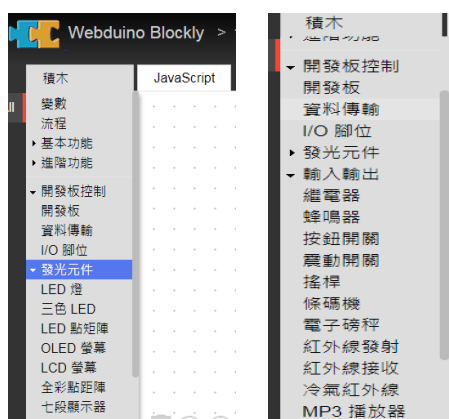 Webduino Blockly >
積木
JavaScript
變數
流程
基本功能
進階功能
開發板控制
開發板
資料傳輸
I/O 腳位
發光元件
LED 燈
三色 LED
LED 點矩陣
OLED 螢幕
LCD 螢幕
全彩點距陣
七段顯示器
積木
進階功能
開發板控制
開發板
資料傳輸
I/O 腳位
發光元件
輸入輸出
繼電器
蜂鳴器
按鈕開關
震動開關
搖桿
條碼機
電子磅秤
紅外線發射
紅外線接收
冷氣紅外線
MP3 播放器